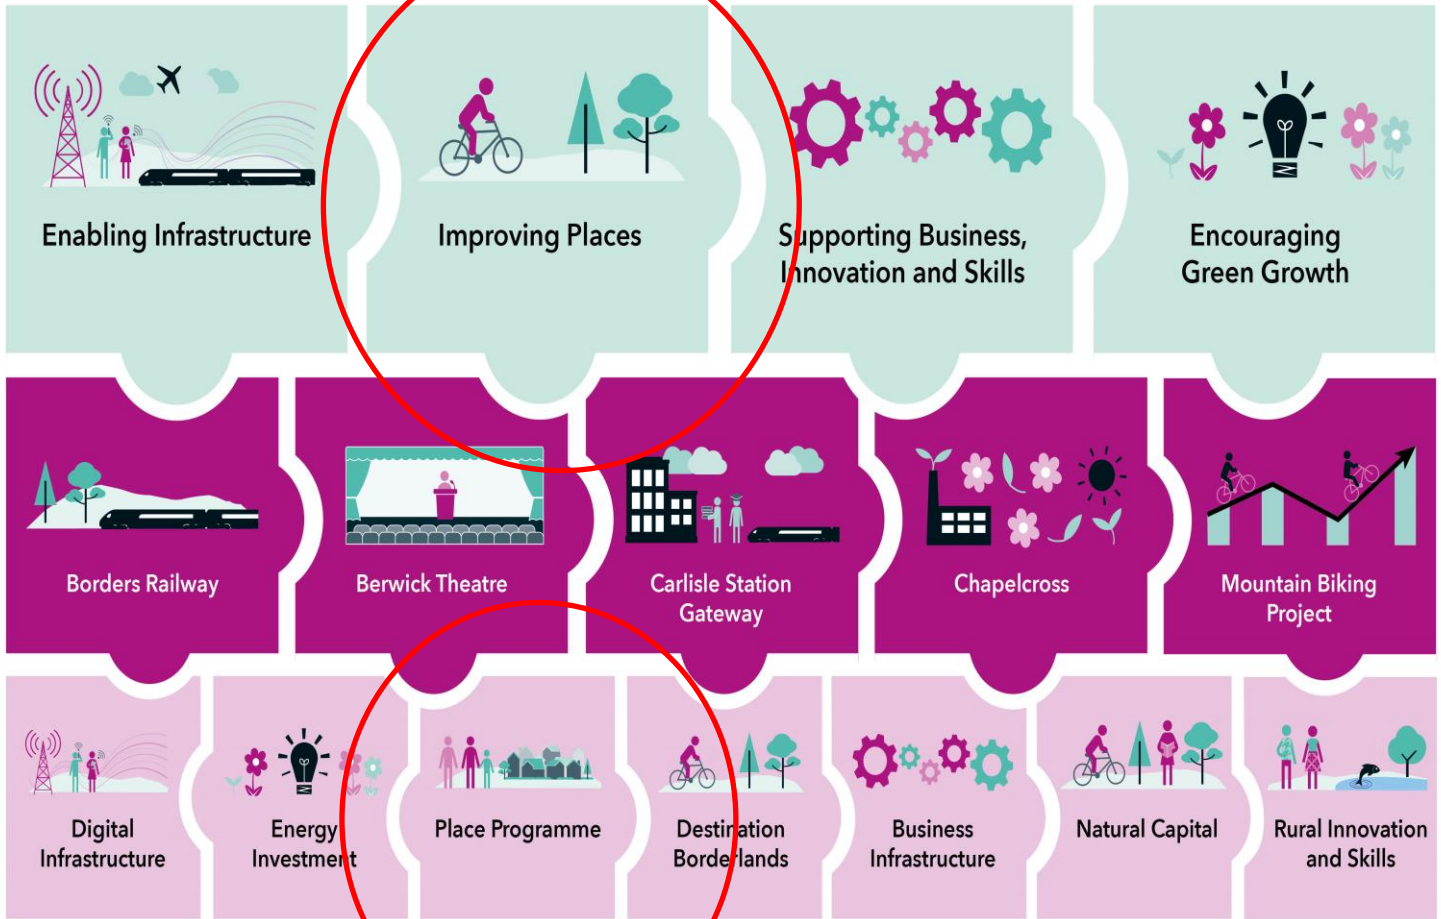 Enabling Infrastructure
Improving Places
Supporting Business,
Innovation and Skills
Encouraging
Green Growth
Borders Railway
Berwick Theatre
Carlisle Station
Gateway
Chapelcross
Mountain Biking
Project
Digital
Infrastructure
Energy
Investment
Place Programme
Destination
Borderlands
Business
Infrastructure
Natural Capital
Rural Innovation
and Skills